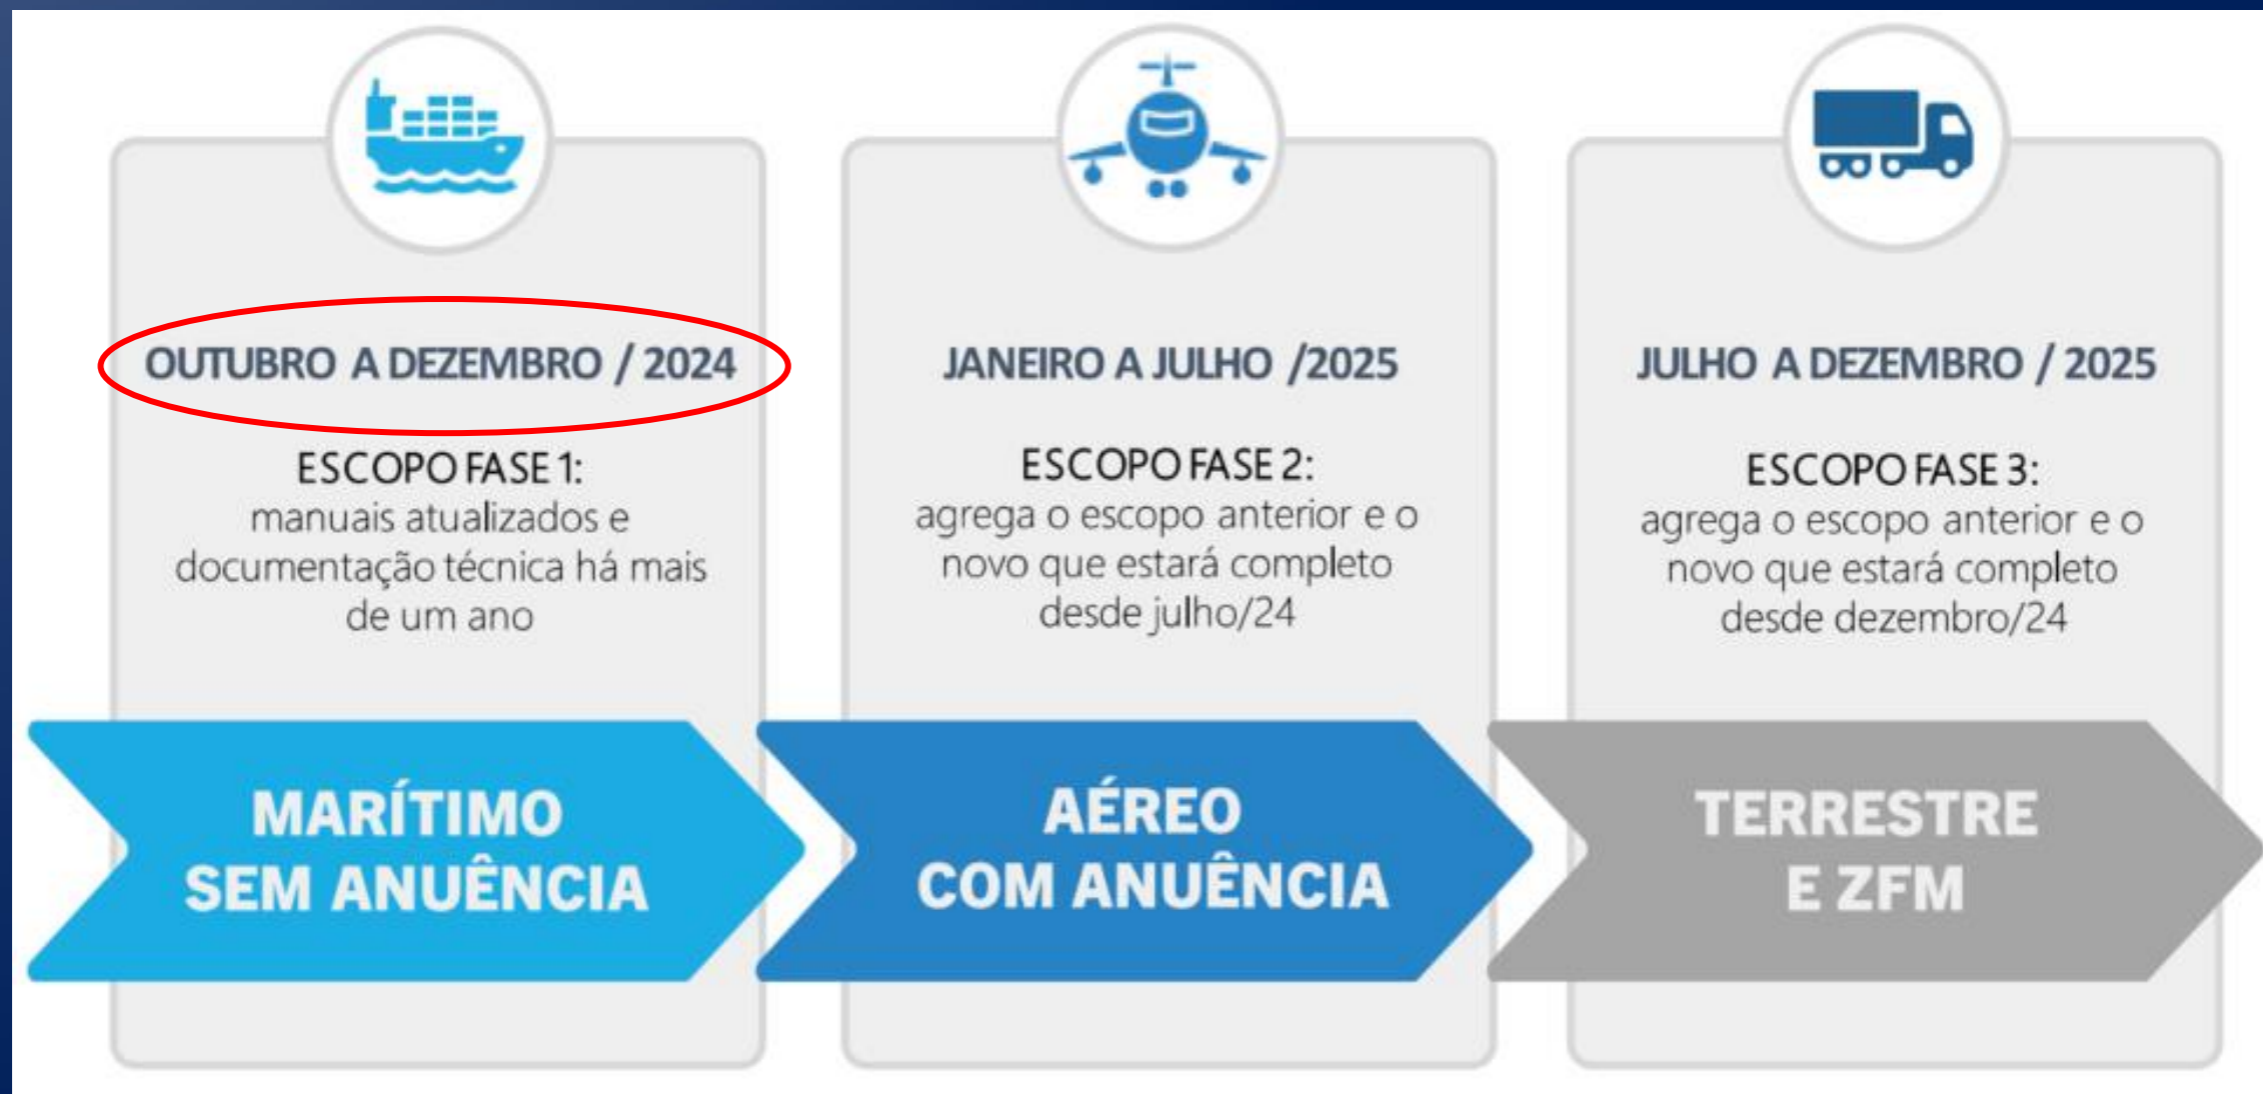 OUTUBRO A DEZEMBRO / 2024
ESCOPO FASE 1:
manuais atualizados e
documentação técnica há mais
de um ano
MARÍTIMO
SEM ANUÊNCIA
JANEIRO A JULHO /2025
ESCOPO FASE 2:
agrega o escopo anterior e o
novo que estará completo
desde julho/24
AÉREO
COM ANUÊNCIA
JULHO A DEZEMBRO / 2025
ESCOPO FASE 3:
agrega o escopo anterior e o
novo que estará completo
desde dezembro/24
TERRESTRE
E ZFM